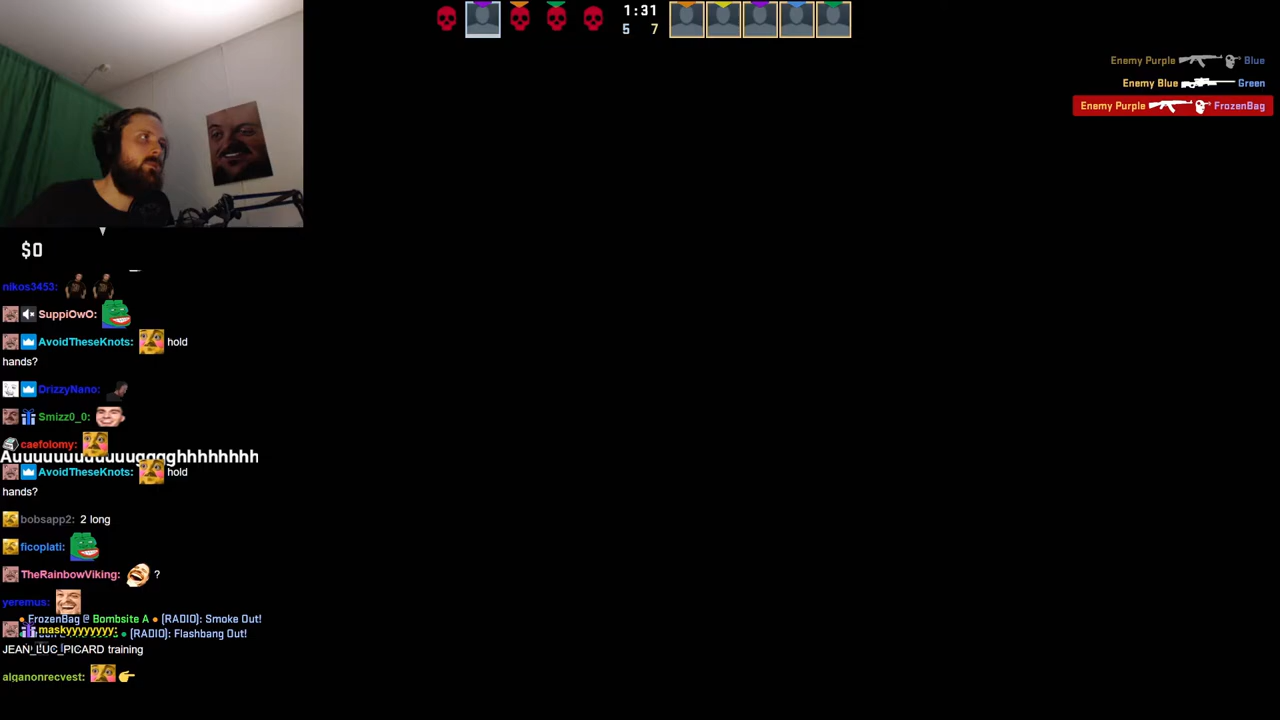 1:31
5 7
Enemy Purple Blue
Enemy Blue Green
Enemy Purple FrozenBag
$0
nikos3453:
SuppiOwO:
AvoidTheseKnots: hold
hands?
DrizzyNano:
Smizz0_0:
caefolomy:
Auuuuuuuuuuuuggghhhhhhhh
AvoidTheseKnots: hold
hands?
bobsapp2: 2 long
ficoplati:
TheRainbowViking: ?
yeremus:
FrozenBag @ Bombsite A (RADIO): Smoke Out!
maskyyyyyyyy:
(RADIO): Flashbang Out!
JEAN_LUC_PICARD training
alganonrecvest: